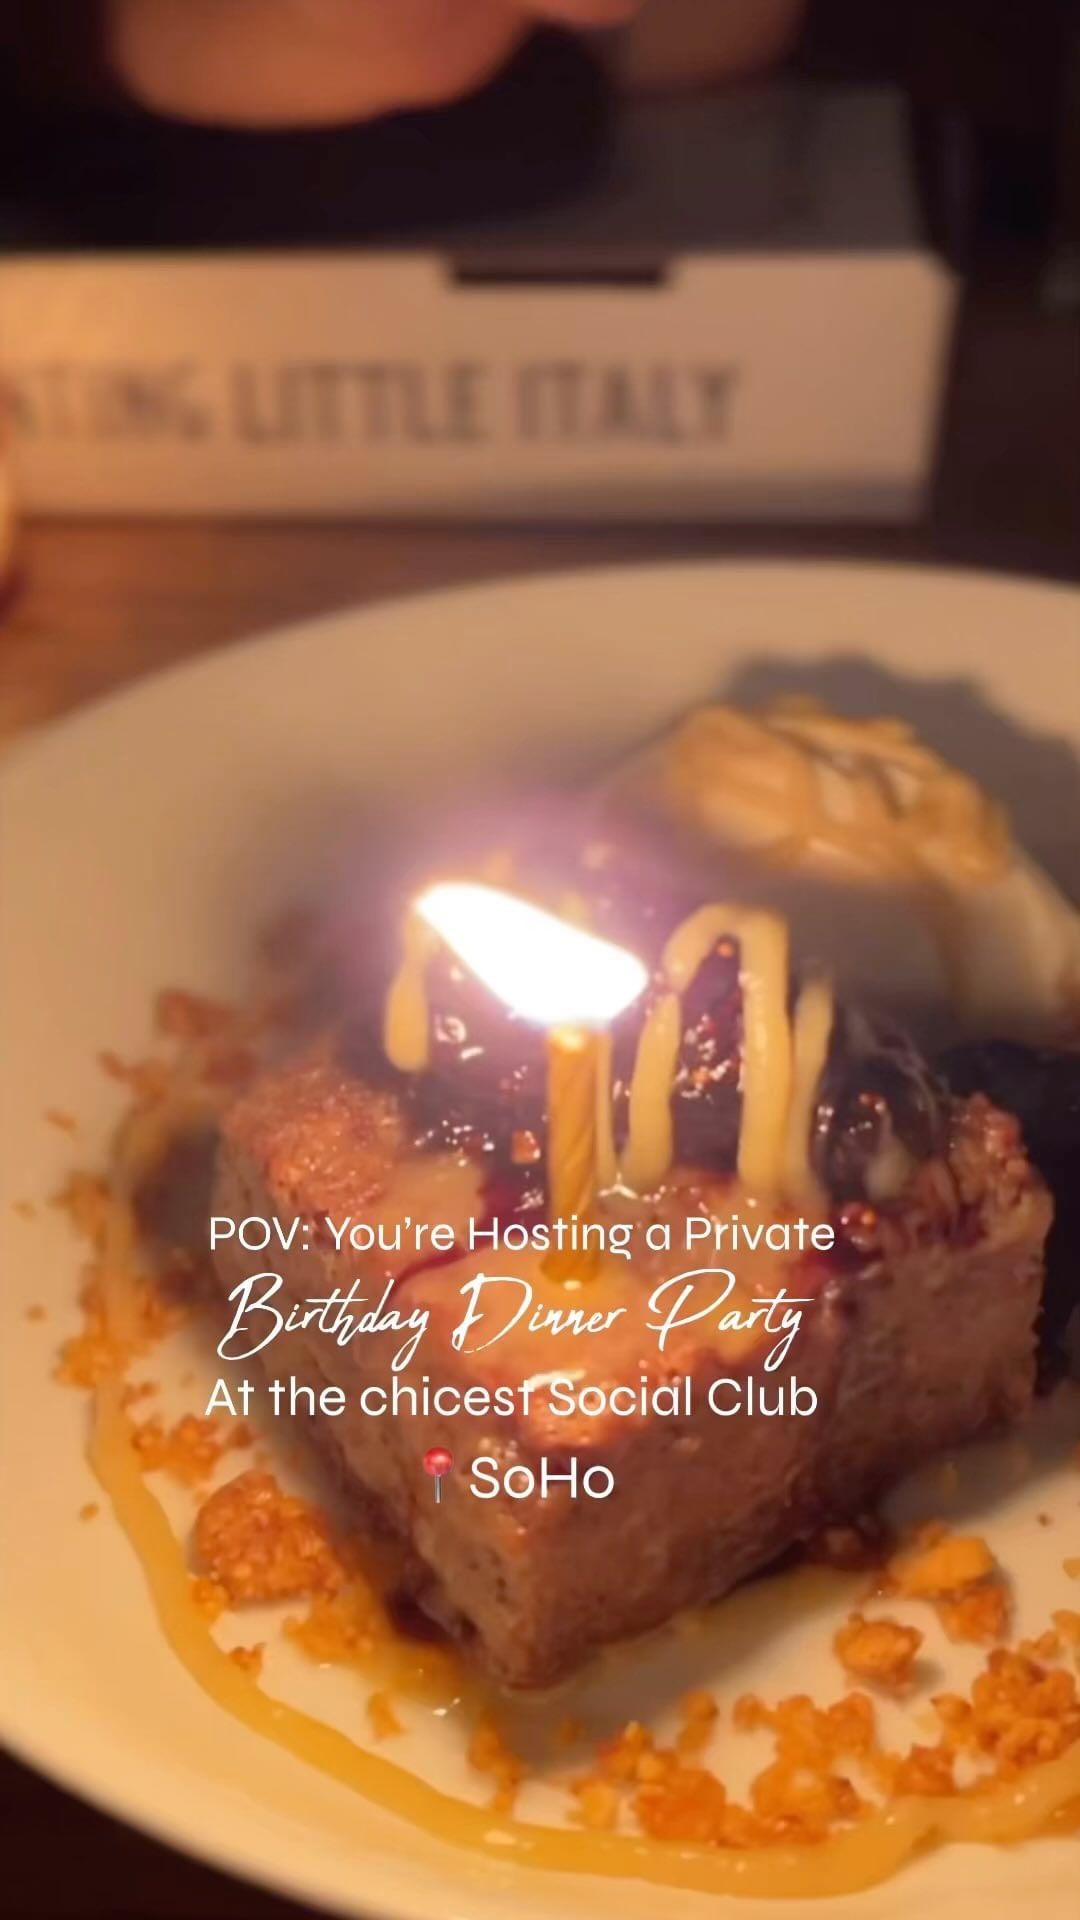 LITTLE ITALY
POV: You're Hosting a Private
Birthday Dinner Party
At the chicest Social Club
📍SoHo